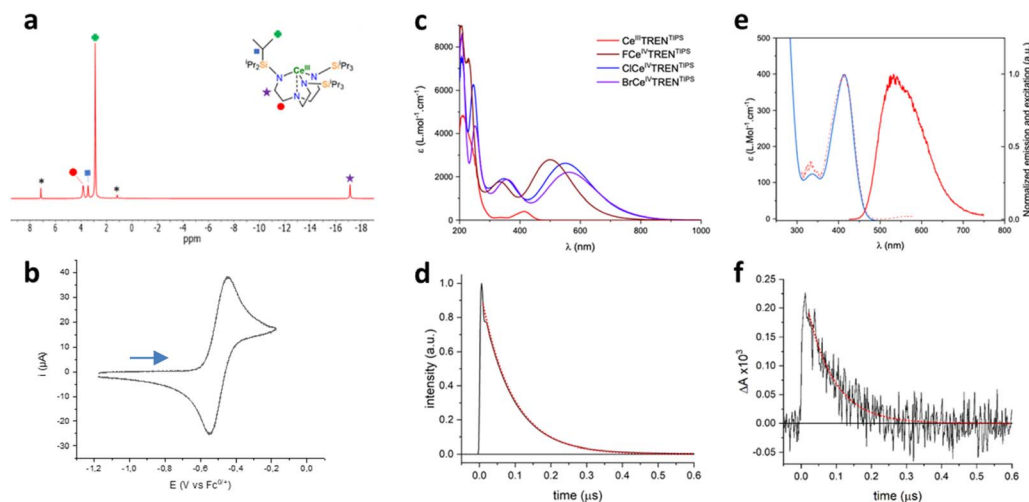 a
ⁱPr₂Si
Ceᴵᴵᴵ
SiⁱPr₃
N
N
N
SiⁱPr₃
N
*
*
8 6 4 2 0 -2 -4 -6 -8 -10 -12 -14 -16 -18
ppm
b
i (µA)
40
30
20
10
0
-10
-20
-30
-1,2 -1,0 -0,8 -0,6 -0,4 -0,2 0,0
E (V vs Fc⁰ᐟ⁺)
c
ε (L.mol⁻¹.cm⁻¹)
8000
6000
4000
2000
0
CeᴵᴵᴵTRENᵀᴵᴾˢ
FCeᴵⱽTRENᵀᴵᴾˢ
ClCeᴵⱽTRENᵀᴵᴾˢ
BrCeᴵⱽTRENᵀᴵᴾˢ
200 400 600 800 1000
λ (nm)
d
intensity (a.u.)
1.0
0.8
0.6
0.4
0.2
0.0
0.0 0.1 0.2 0.3 0.4 0.5 0.6
time (µs)
e
ε (L.Mol⁻¹.cm⁻¹)
500
400
300
200
100
0
1.0
0.5
0.0
Normalized emission and excitation (a.u.)
300 400 500 600 700 800
λ (nm)
f
ΔA x10³
0.25
0.20
0.15
0.10
0.05
0.00
-0.05
0.0 0.1 0.2 0.3 0.4 0.5 0.6
time (µs)